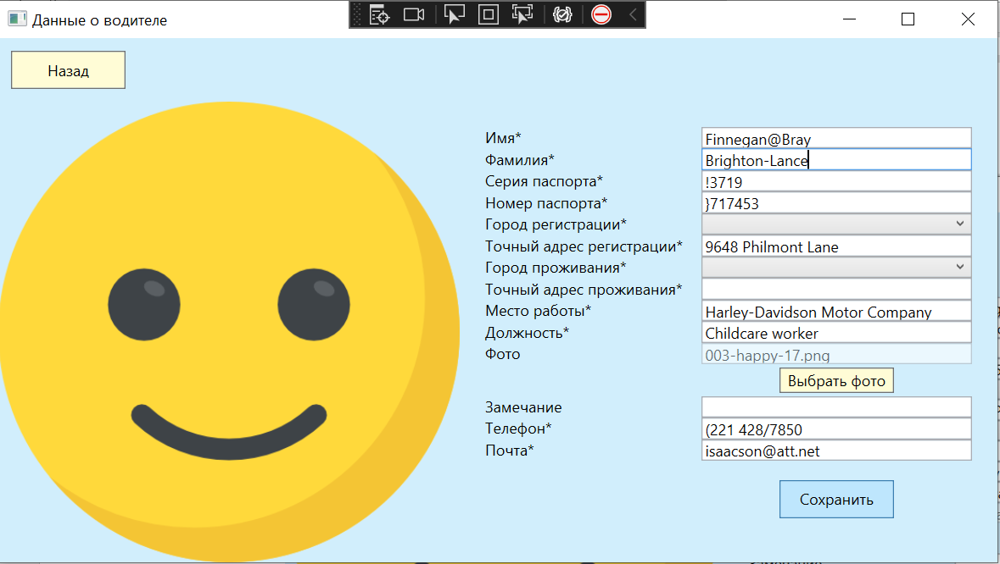 Данные о водителе
Назад
Имя* Finnegan@Bray
Фамилия* Brighton-Lance
Серия паспорта* !3719
Номер паспорта* }717453
Город регистрации*
Точный адрес регистрации* 9648 Philmont Lane
Город проживания*
Точный адрес проживания*
Место работы* Harley-Davidson Motor Company
Должность* Childcare worker
Фото 003-happy-17.png
Выбрать фото
Замечание
Телефон* (221 428/7850
Почта* isaacson@att.net
Сохранить